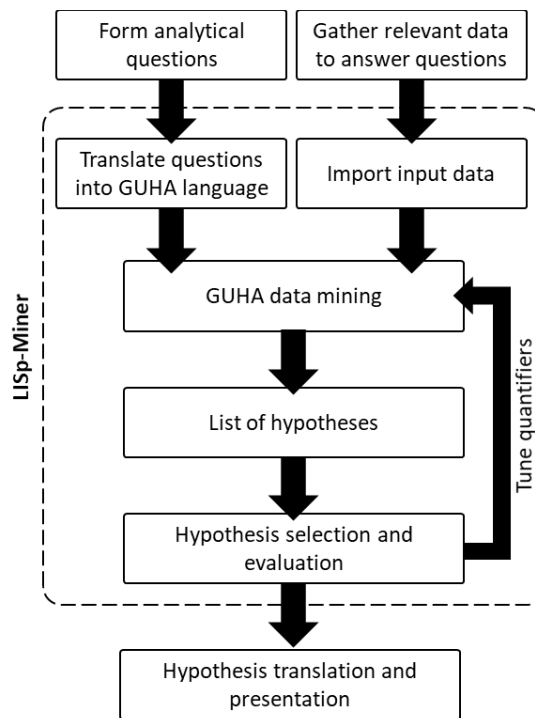 Form analytical
questions
Gather relevant data
to answer questions
Translate questions
into GUHA language
Import input data
LISp-Miner
GUHA data mining
List of hypotheses
Tune quantifiers
Hypothesis selection and
evaluation
Hypothesis translation and
presentation